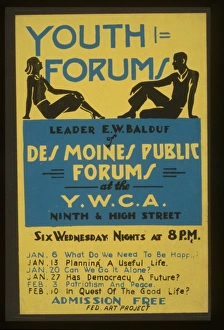 YOUTH
FORUMS
LEADER E.W. BALDUF
OF
DES MOINES PUBLIC
FORUMS
at the
Y.W.C.A.
NINTH & HIGH STREET
SIX WEDNESDAY NIGHTS at 8 P.M.
JAN. 6 What Do We Need To Be Happy?
JAN. 13 Planning A Useful Life.
JAN. 20 Can We Go It Alone?
JAN. 27 Has Democracy A Future?
FEB. 3 Patriotism And Peace.
FEB. 10 In Quest Of The Good Life?
ADMISSION FREE
FED. ART PROJECT